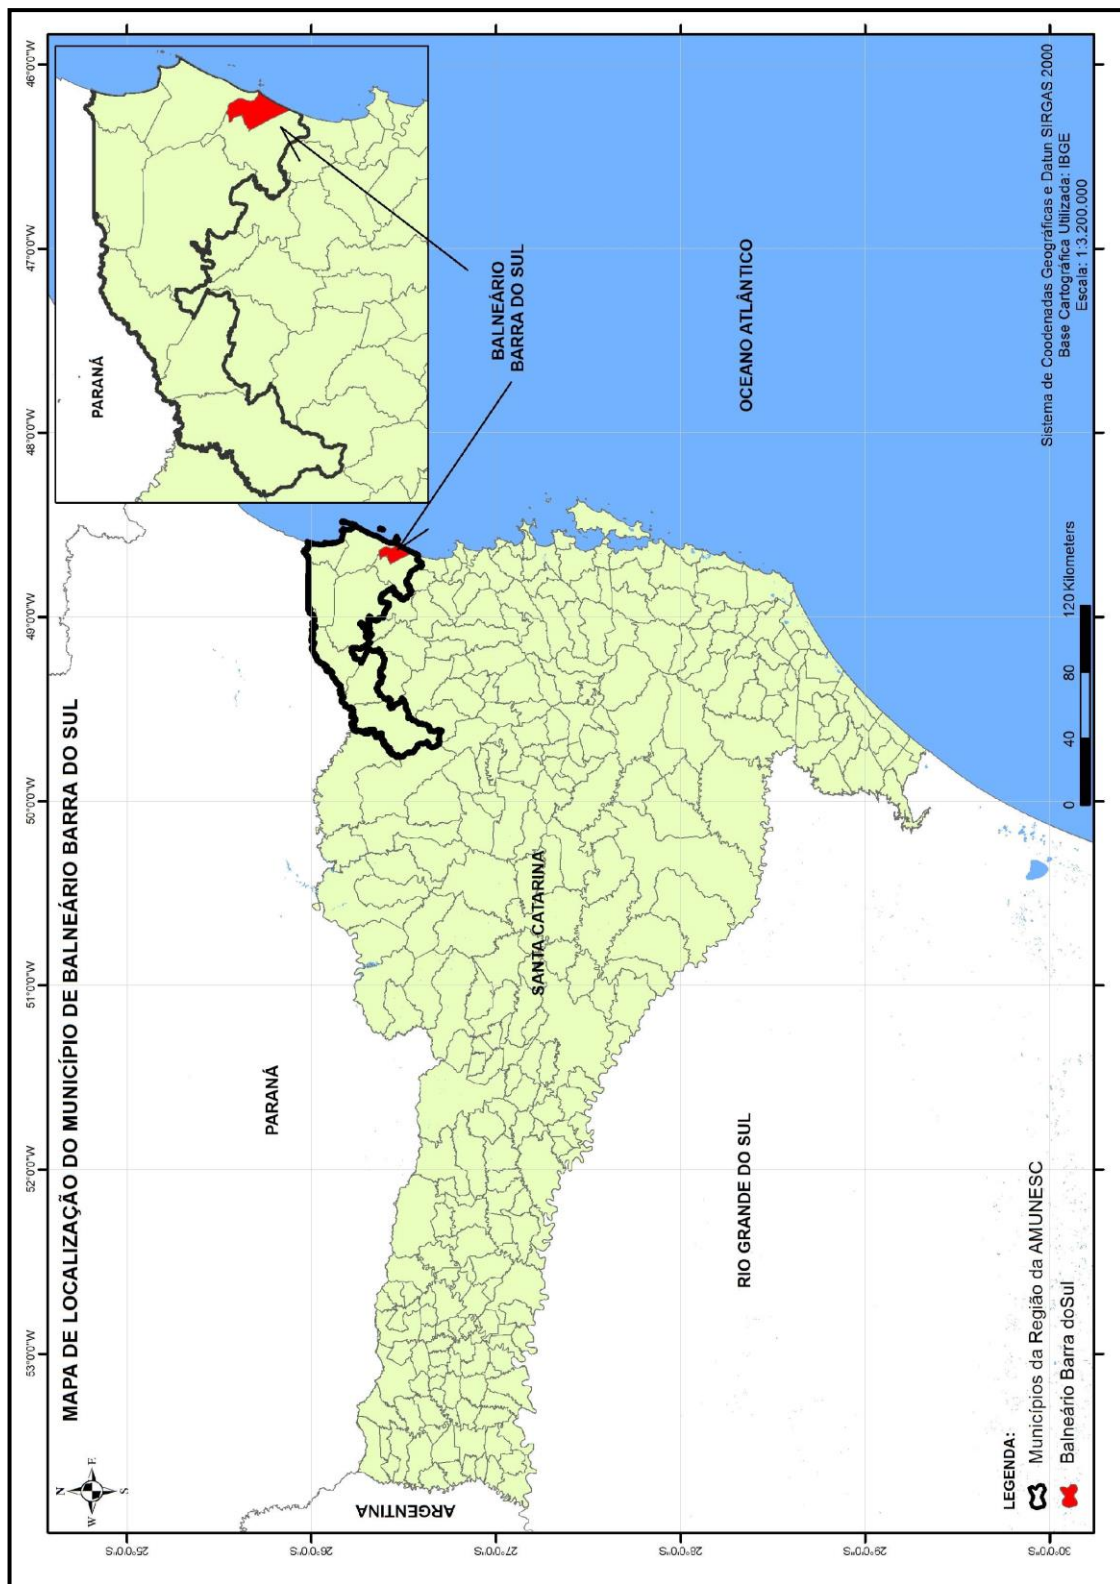 MAPA DE LOCALIZAÇÃO DO MUNICÍPIO DE BALNEÁRIO BARRA DO SUL
N
W
E
S
53°0'0"W
52°0'0"W
51°0'0"W
50°0'0"W
49°0'0"W
48°0'0"W
47°0'0"W
46°0'0"W
25°0'0"S
26°0'0"S
27°0'0"S
28°0'0"S
29°0'0"S
30°0'0"S
PARANÁ
PARANÁ
BALNEÁRIO
BARRA DO SUL
ARGENTINA
SANTA CATARINA
RIO GRANDE DO SUL
OCEANO ATLÂNTICO
LEGENDA:
Municípios da Região da AMUNESC
Balneário Barra doSul
0 40 80 120 Kilometers
Sistema de Coodenadas Geográficas e Datun SIRGAS 2000
Base Cartográfica Utilizada: IBGE
Escala: 1:3.200.000